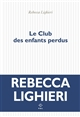 Rebecca Lighieri
Le Club
des enfants perdus
REBECCA
LIGHIERI